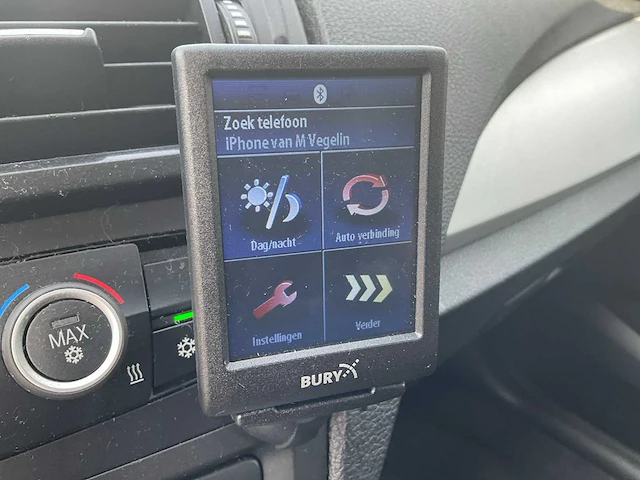 Zoek telefoon
iPhone van M Vegelin
Dag/nacht
Auto verbinding
Instellingen
Verder
BURY
MAX